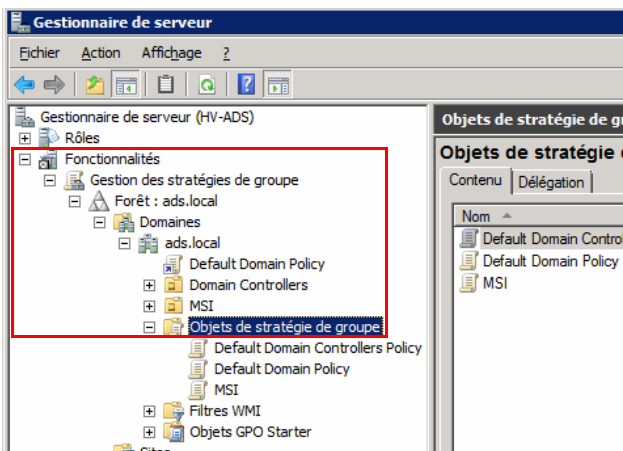 Gestionnaire de serveur
Fichier Action Affichage ?
Gestionnaire de serveur (HV-ADS)
Rôles
Fonctionnalités
Gestion des stratégies de groupe
Forêt : ads.local
Domaines
ads.local
Default Domain Policy
Domain Controllers
MSI
Objets de stratégie de groupe
Default Domain Controllers Policy
Default Domain Policy
MSI
Filtres WMI
Objets GPO Starter
Objets de stratégie de g
Objets de stratégie
Contenu Délégation
Nom
Default Domain Control
Default Domain Policy
MSI